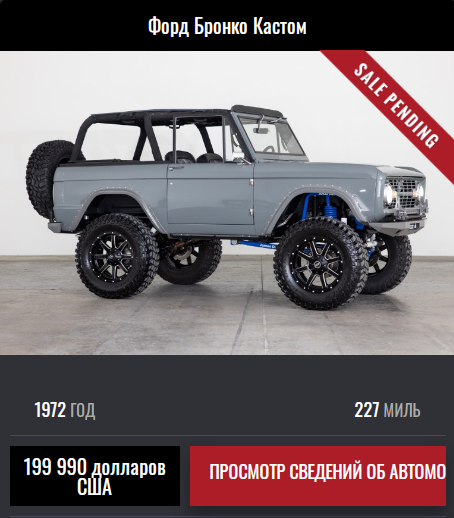 Форд Бронко Кастом
SALE PENDING
1972 ГОД
227 МИЛЬ
199 990 долларов
США
ПРОСМОТР СВЕДЕНИЙ ОБ АВТОМО